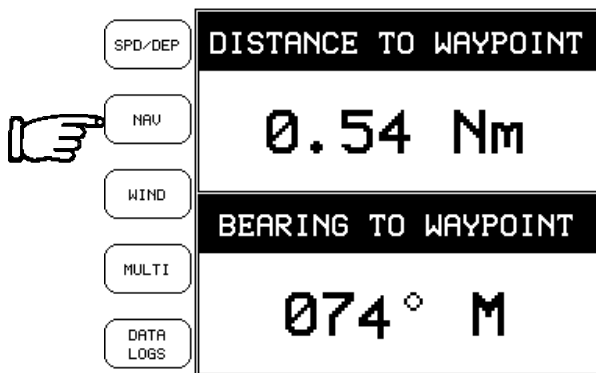 SPD/DEP
NAV
WIND
MULTI
DATA
LOGS
DISTANCE TO WAYPOINT
0.54 Nm
BEARING TO WAYPOINT
074° M